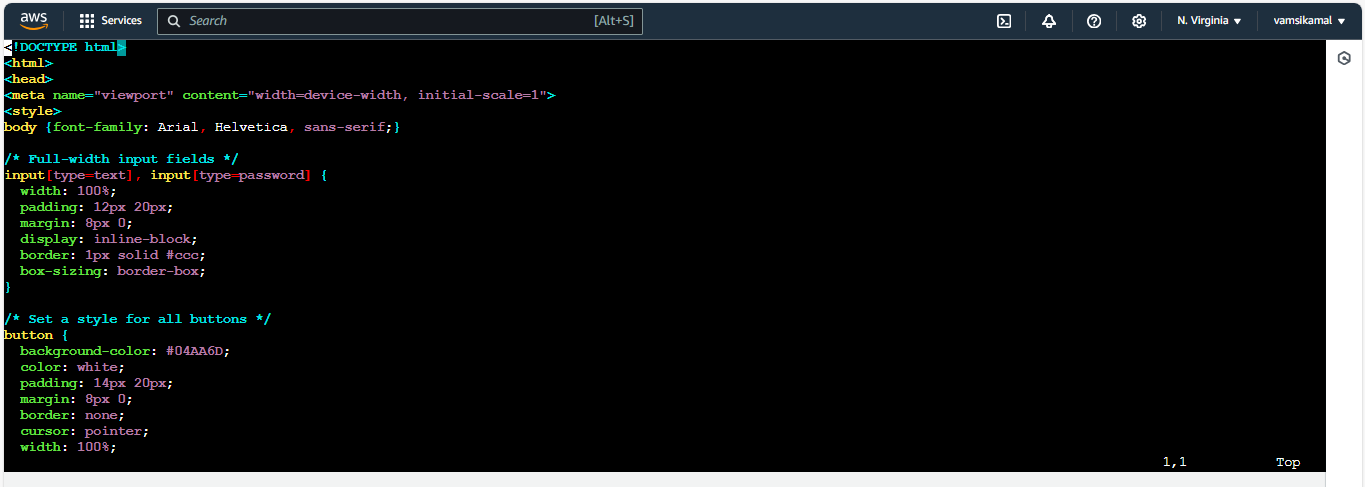 aws Services Search [Alt+S] N. Virginia vamsikamal
<!DOCTYPE html>
<html>
<head>
<meta name="viewport" content="width=device-width, initial-scale=1">
<style>
body {font-family: Arial, Helvetica, sans-serif;}

/* Full-width input fields */
input[type=text], input[type=password] {
  width: 100%;
  padding: 12px 20px;
  margin: 8px 0;
  display: inline-block;
  border: 1px solid #ccc;
  box-sizing: border-box;
}

/* Set a style for all buttons */
button {
  background-color: #04AA6D;
  color: white;
  padding: 14px 20px;
  margin: 8px 0;
  border: none;
  cursor: pointer;
  width: 100%;
1,1 Top